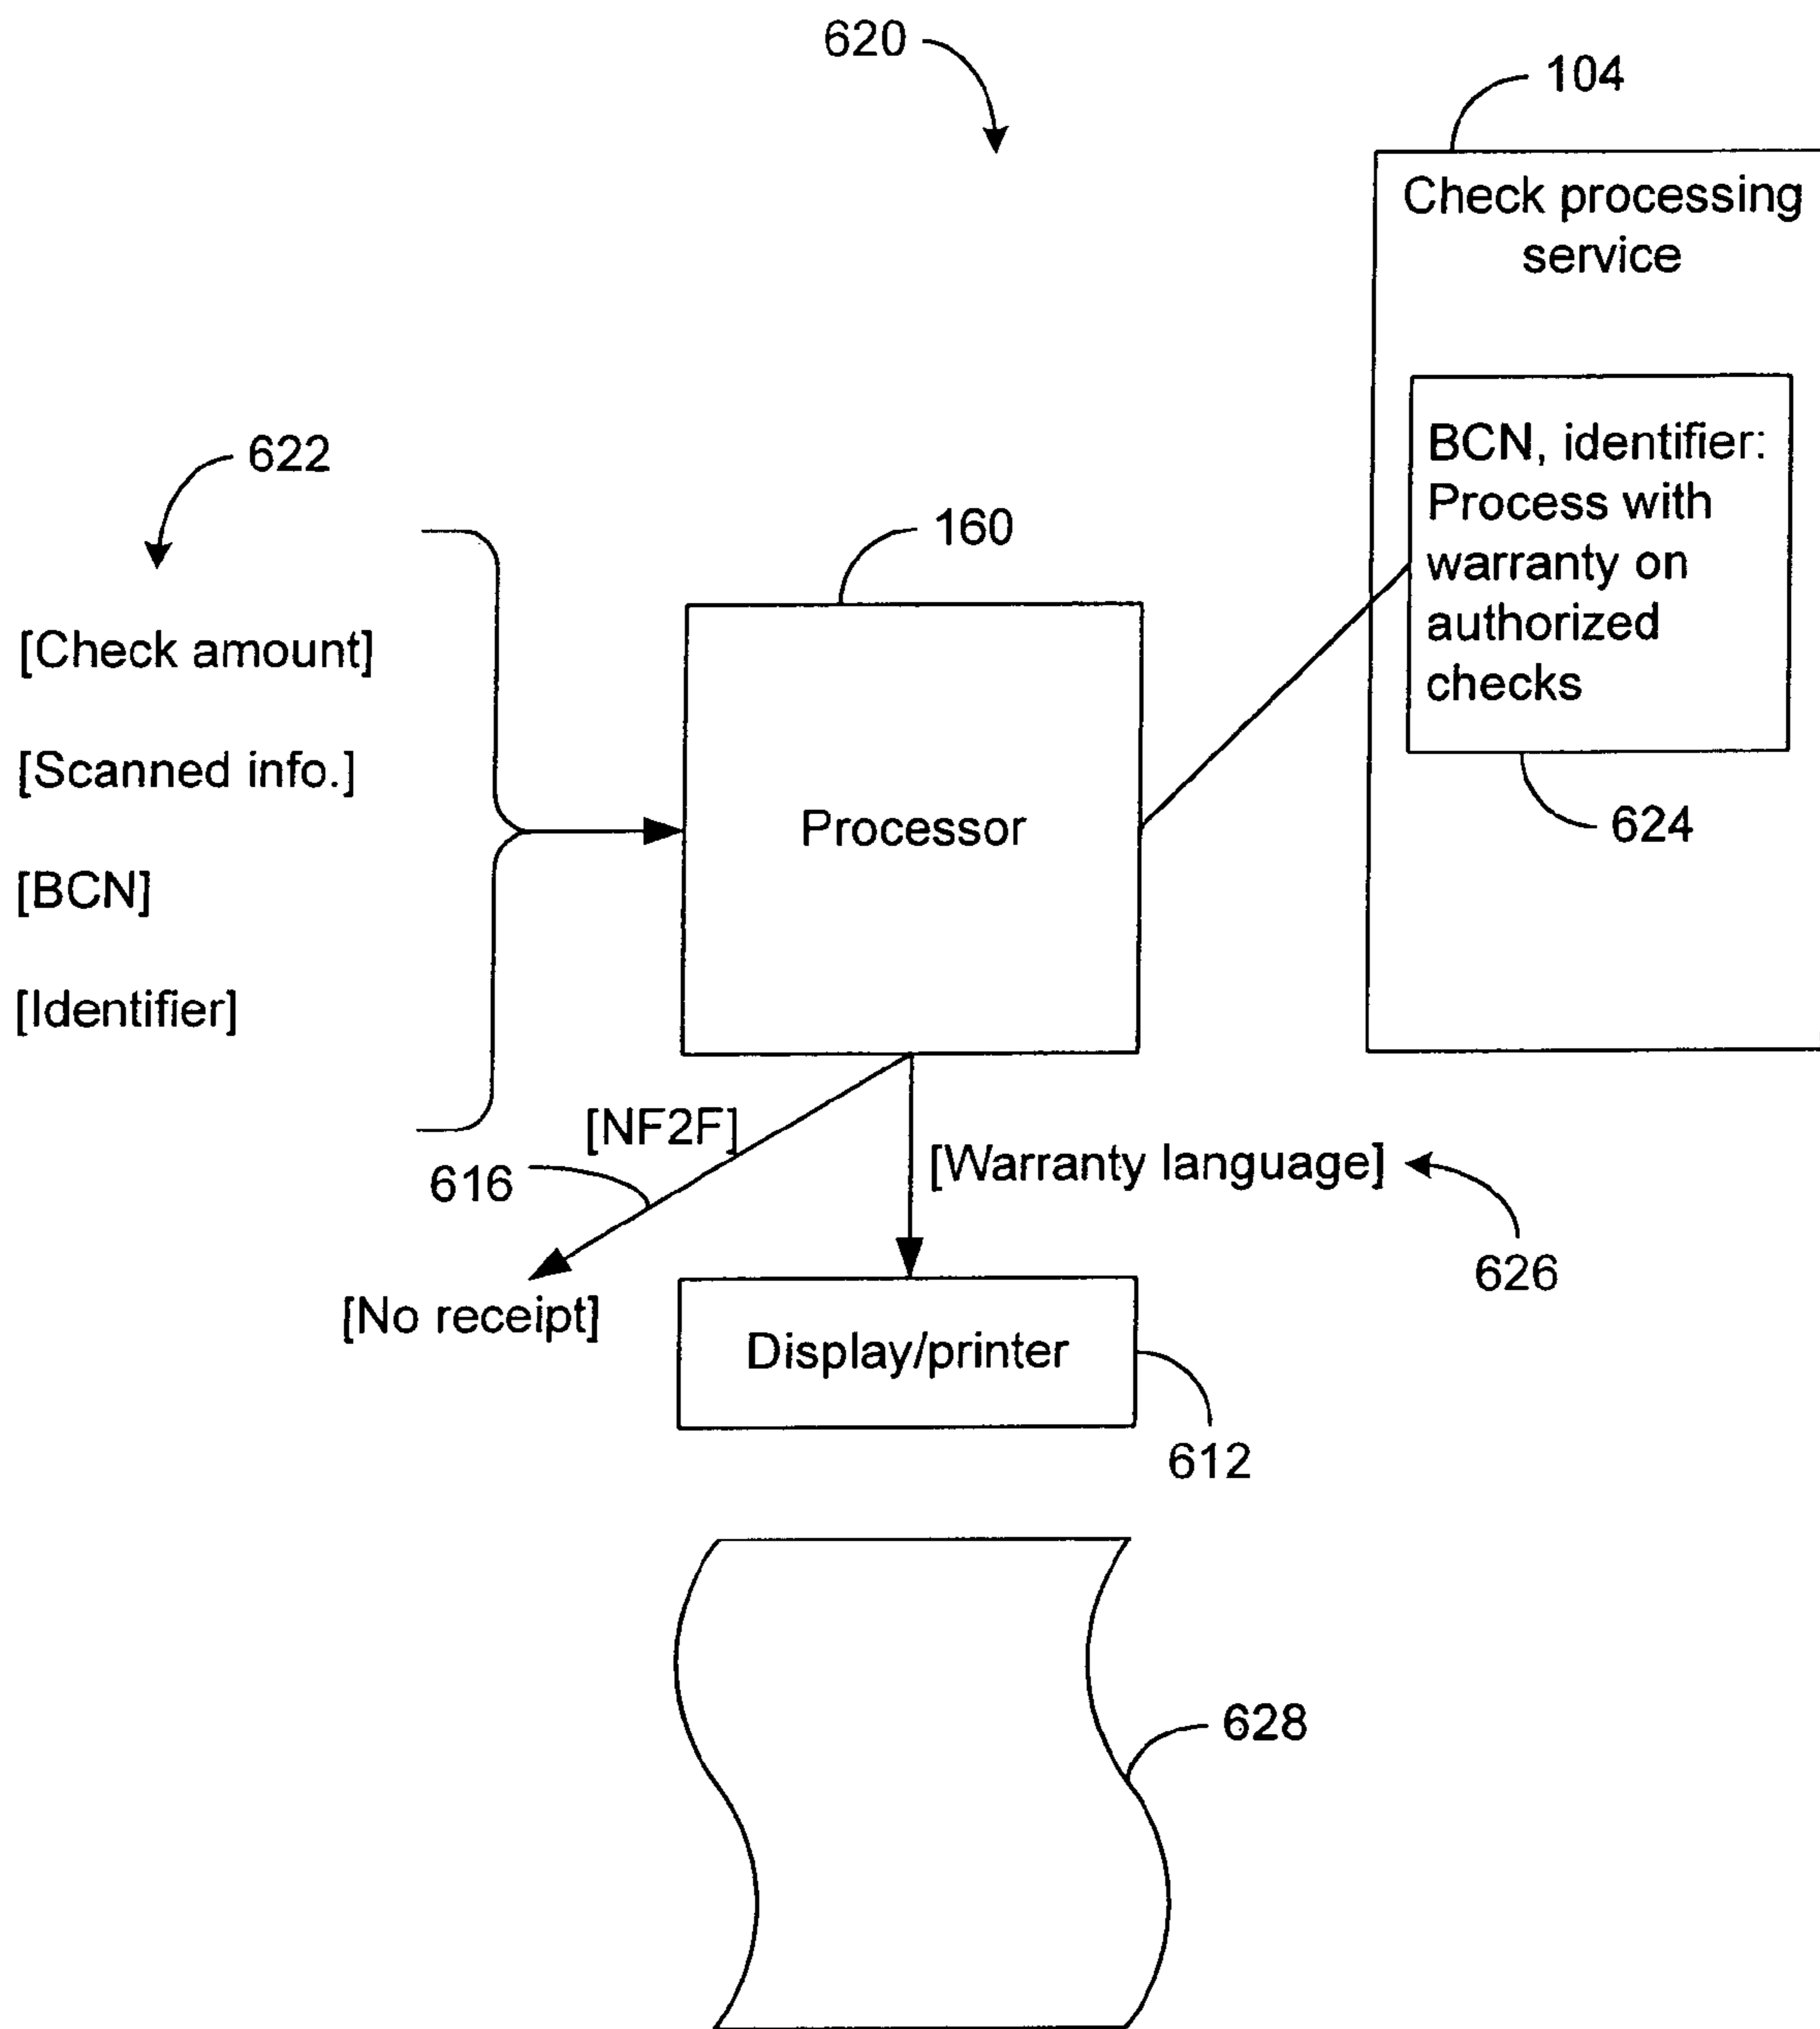 620
104
Check processing
service
622
BCN, identifier:
Process with
warranty on
authorized
checks
160
[Check amount]
[Scanned info.]
[BCN]
[Identifier]
Processor
624
[NF2F]
616
[Warranty language]
626
[No receipt]
Display/printer
612
628